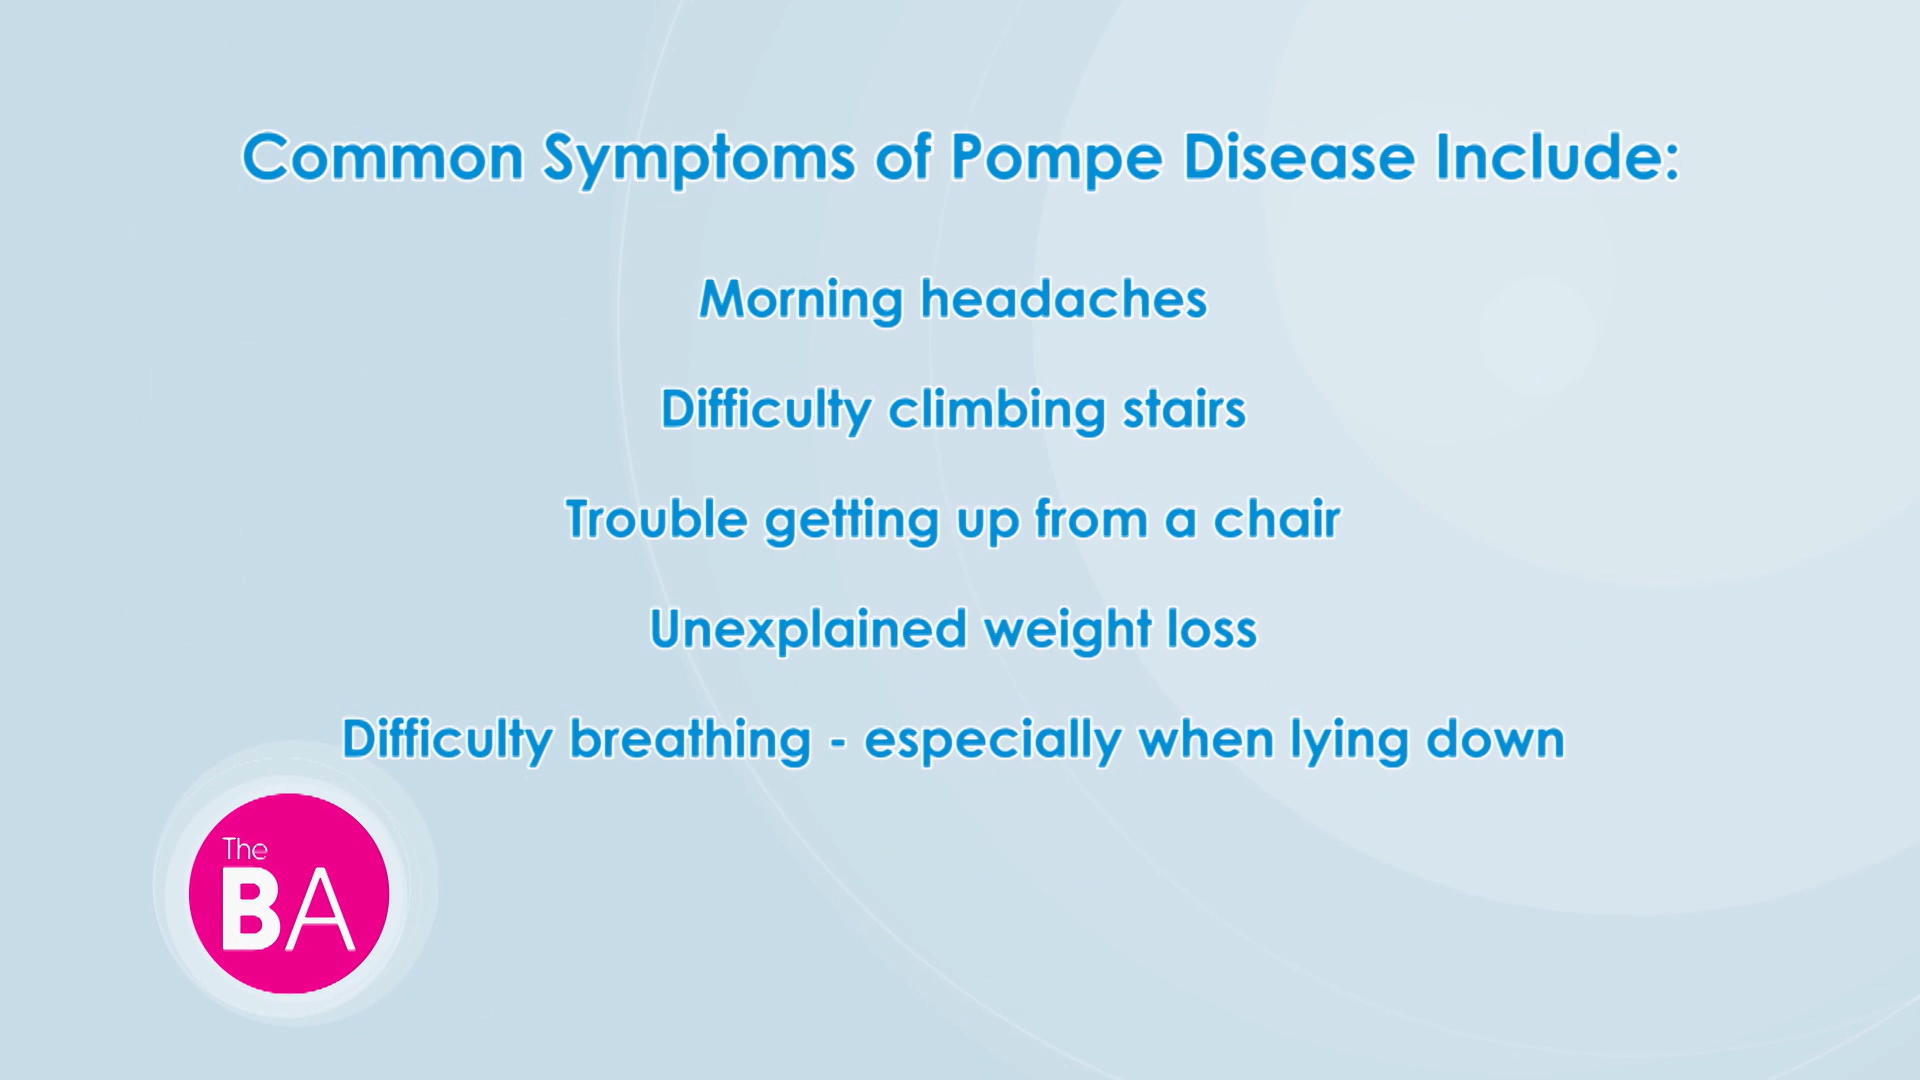 Common Symptoms of Pompe Disease Include:
Morning headaches
Difficulty climbing stairs
Trouble getting up from a chair
Unexplained weight loss
Difficulty breathing - especially when lying down
The
BA